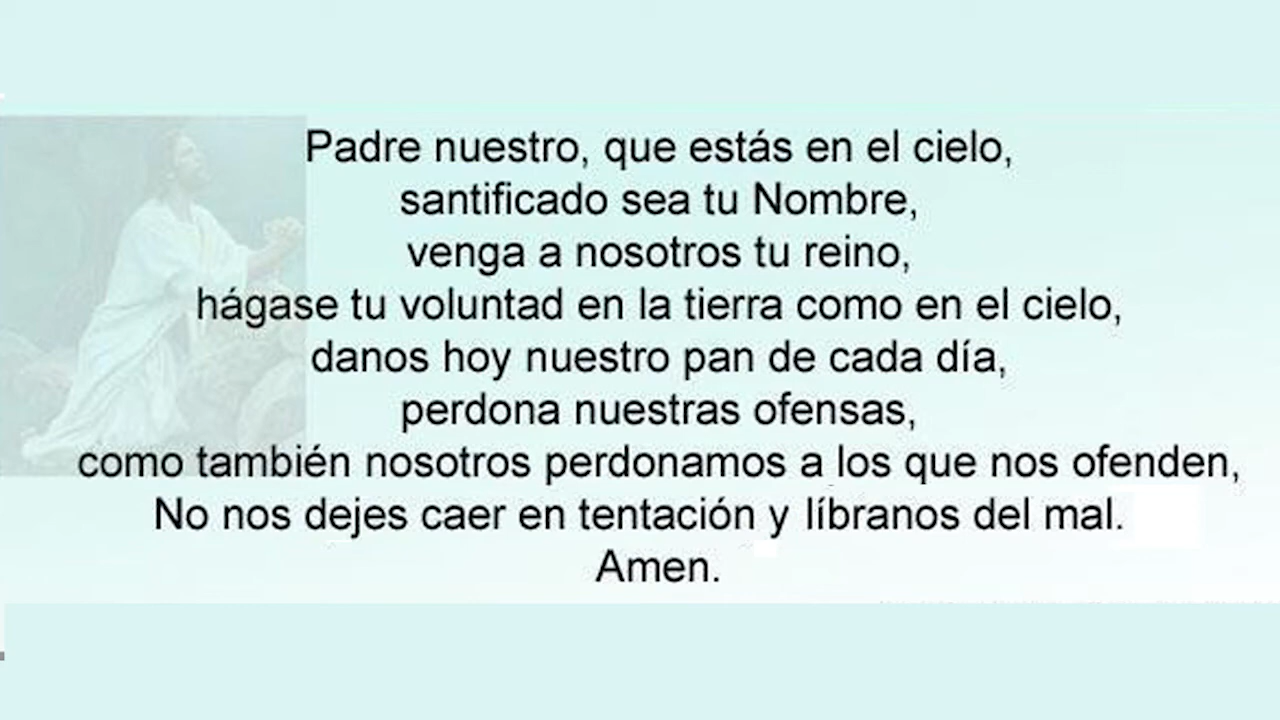 Padre nuestro, que estás en el cielo,
santificado sea tu Nombre,
venga a nosotros tu reino,
hágase tu voluntad en la tierra como en el cielo,
danos hoy nuestro pan de cada día,
perdona nuestras ofensas,
como también nosotros perdonamos a los que nos ofenden,
No nos dejes caer en tentación y líbranos del mal.
Amen.